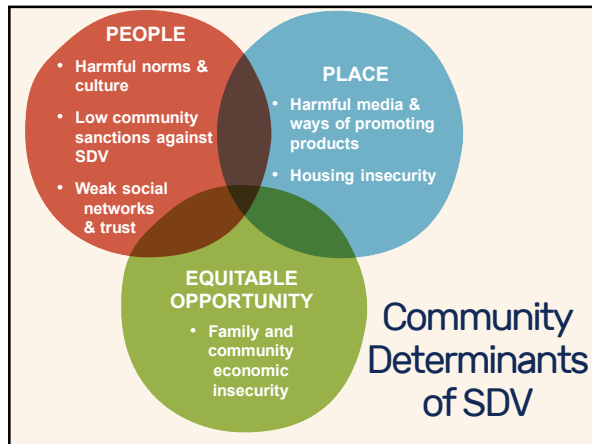 PEOPLE
• Harmful norms &
culture
• Low community
sanctions against
SDV
• Weak social
networks
& trust
PLACE
• Harmful media &
ways of promoting
products
• Housing insecurity
EQUITABLE
OPPORTUNITY
• Family and
community
economic
insecurity
Community
Determinants
of SDV